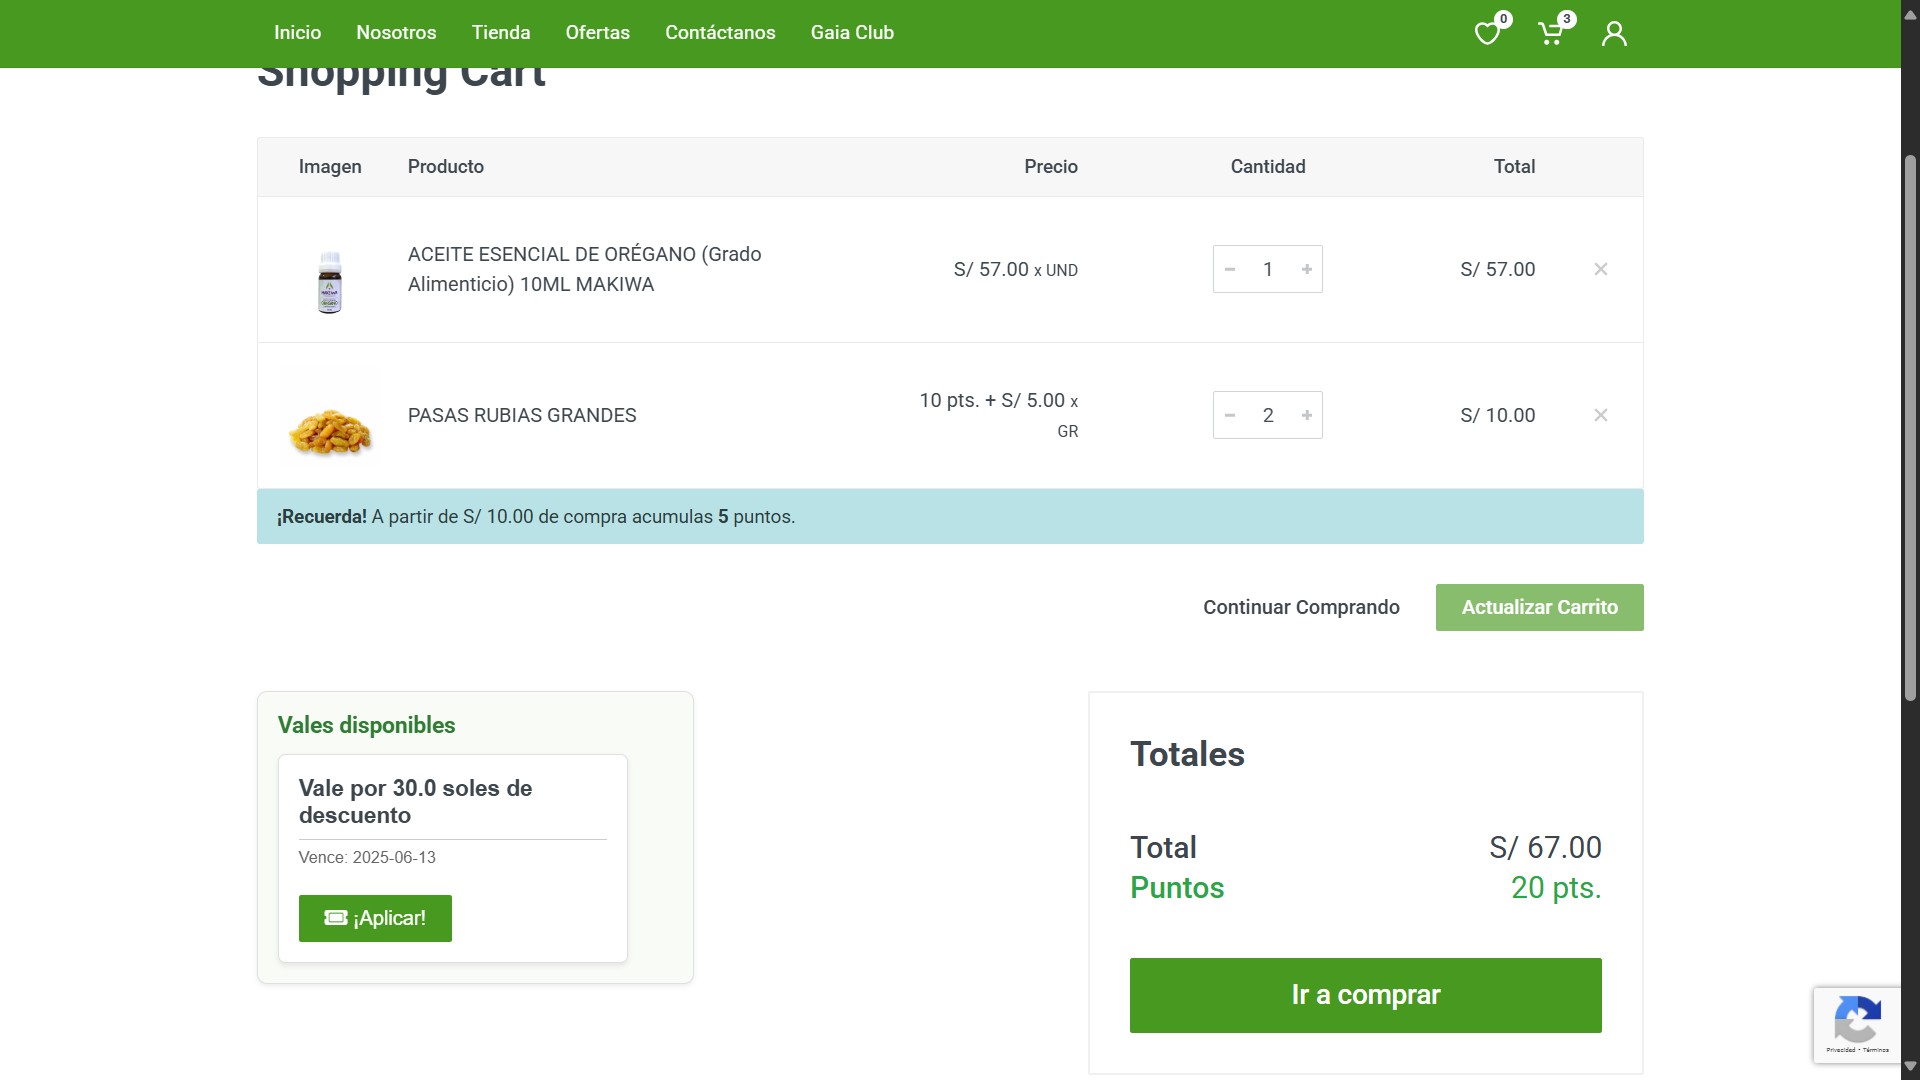 Inicio Nosotros Tienda Ofertas Contáctanos Gaia Club 0 3
Shopping Cart
Imagen Producto Precio Cantidad Total
ACEITE ESENCIAL DE ORÉGANO (Grado
Alimenticio) 10ML MAKIWA
S/ 57.00 x UND
1
S/ 57.00
PASAS RUBIAS GRANDES
10 pts. + S/ 5.00 x
GR
2
S/ 10.00
¡Recuerda! A partir de S/ 10.00 de compra acumulas 5 puntos.
Continuar Comprando Actualizar Carrito
Vales disponibles
Vale por 30.0 soles de
descuento
Vence: 2025-06-13
¡Aplicar!
Totales
Total S/ 67.00
Puntos 20 pts.
Ir a comprar
Privacidad • Términos